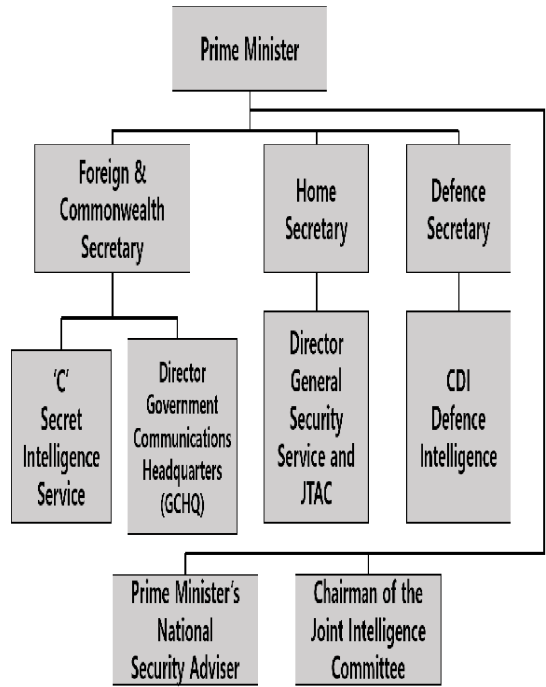 Prime Minister
Foreign &
Commonwealth
Secretary
Home
Secretary
Defence
Secretary
‘C’
Secret
Intelligence
Service
Director
Government
Communications
Headquarters
(GCHQ)
Director
General
Security
Service and
JTAC
CDI
Defence
Intelligence
Prime Minister’s
National
Security Adviser
Chairman of the
Joint Intelligence
Committee